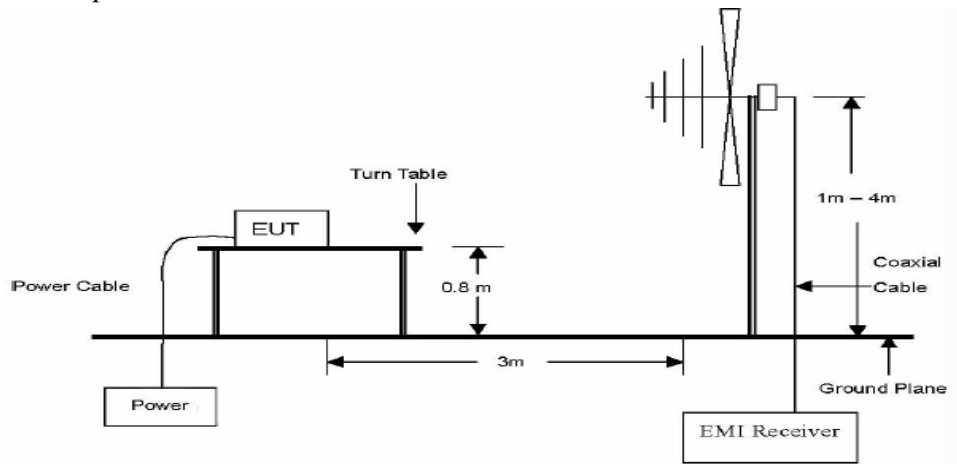 Turn Table
1m – 4m
EUT
Coaxial
Cable
Power Cable
0.8 m
3m
Ground Plane
Power
EMI Receiver